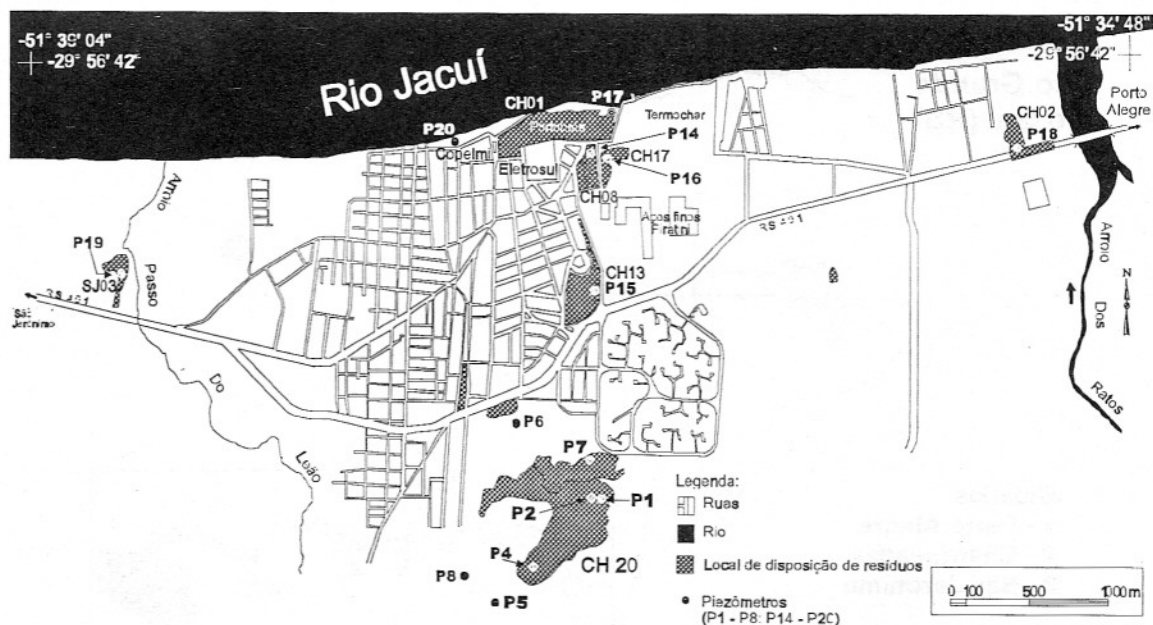 -51° 39' 04"
-29° 56' 42"
-51° 34' 48"
-29° 56' 42"
Rio Jacuí
Porto
Alegre
CH01
P17
Termochar
CH02
P18
P20
Copelmi
P14
CH17
Eletrosul
P16
CH08
Aços finos
Piratini
RS 401
Arroio
Passo
Do
Leão
P19
SJ03
RS 401
São
Jerônimo
CH13
P15
N
Arroio
Dos
Ratos
P6
P7
P1
P2
P4
CH 20
P8
P5
Legenda:
Ruas
Rio
Local de disposição de resíduos
Piezômetros
(P1 - P8; P14 - P20)
0 100 500 1000 m